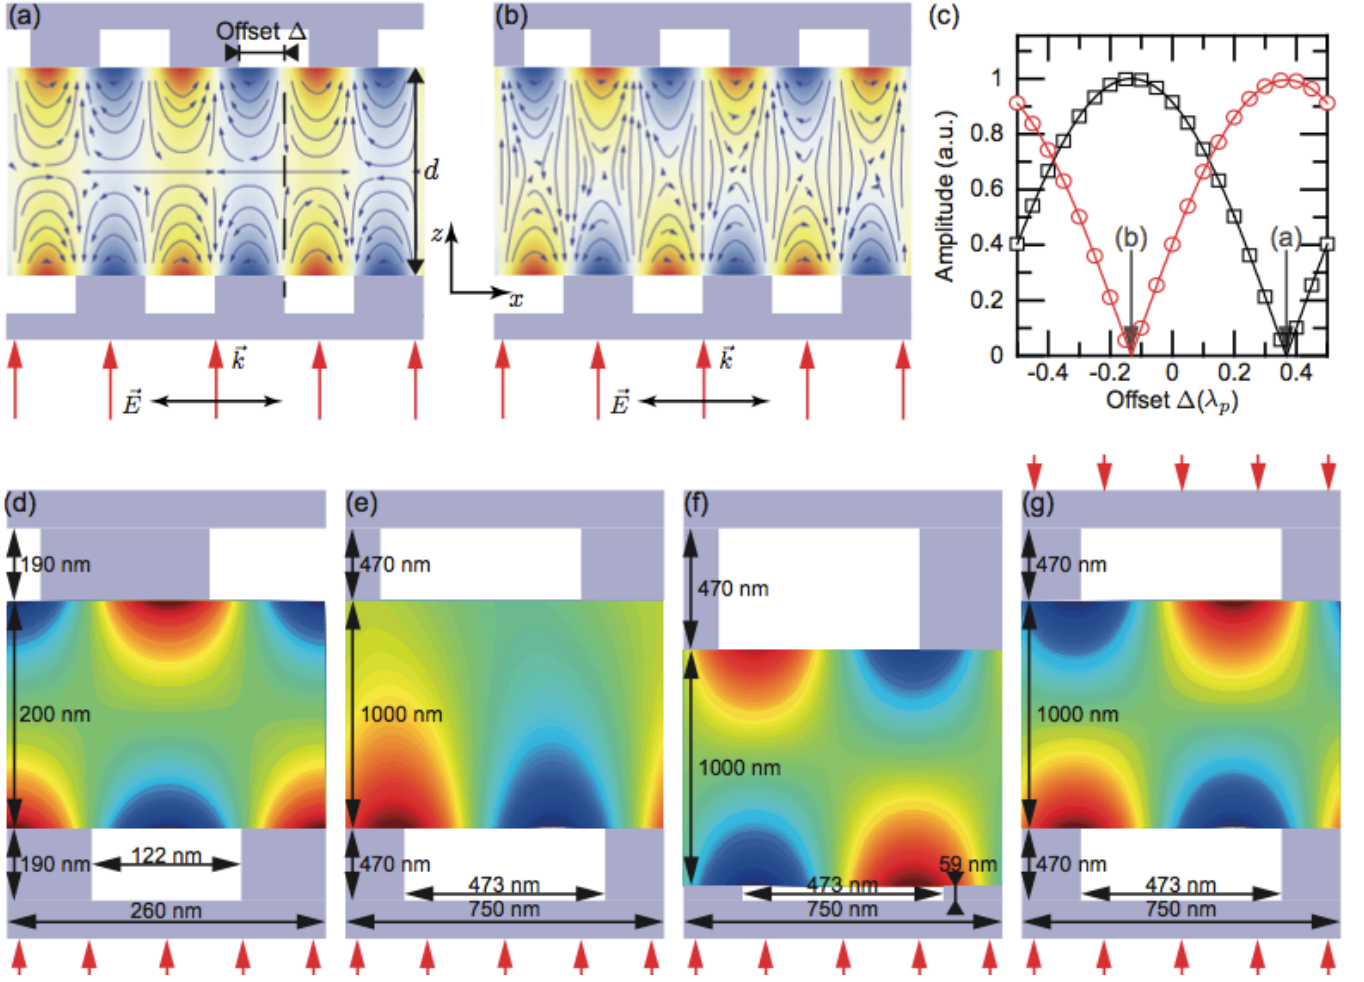 (a)
Offset Δ
d
z
x
k⃗
E⃗
(b)
k⃗
E⃗
(c)
Amplitude (a.u.)
1
0.8
0.6
0.4
0.2
0
(b)
(a)
-0.4 -0.2 0 0.2 0.4
Offset Δ(λp)
(d)
190 nm
200 nm
190 nm
122 nm
260 nm
(e)
470 nm
1000 nm
470 nm
473 nm
750 nm
(f)
470 nm
1000 nm
59 nm
473 nm
750 nm
(g)
470 nm
1000 nm
470 nm
473 nm
750 nm